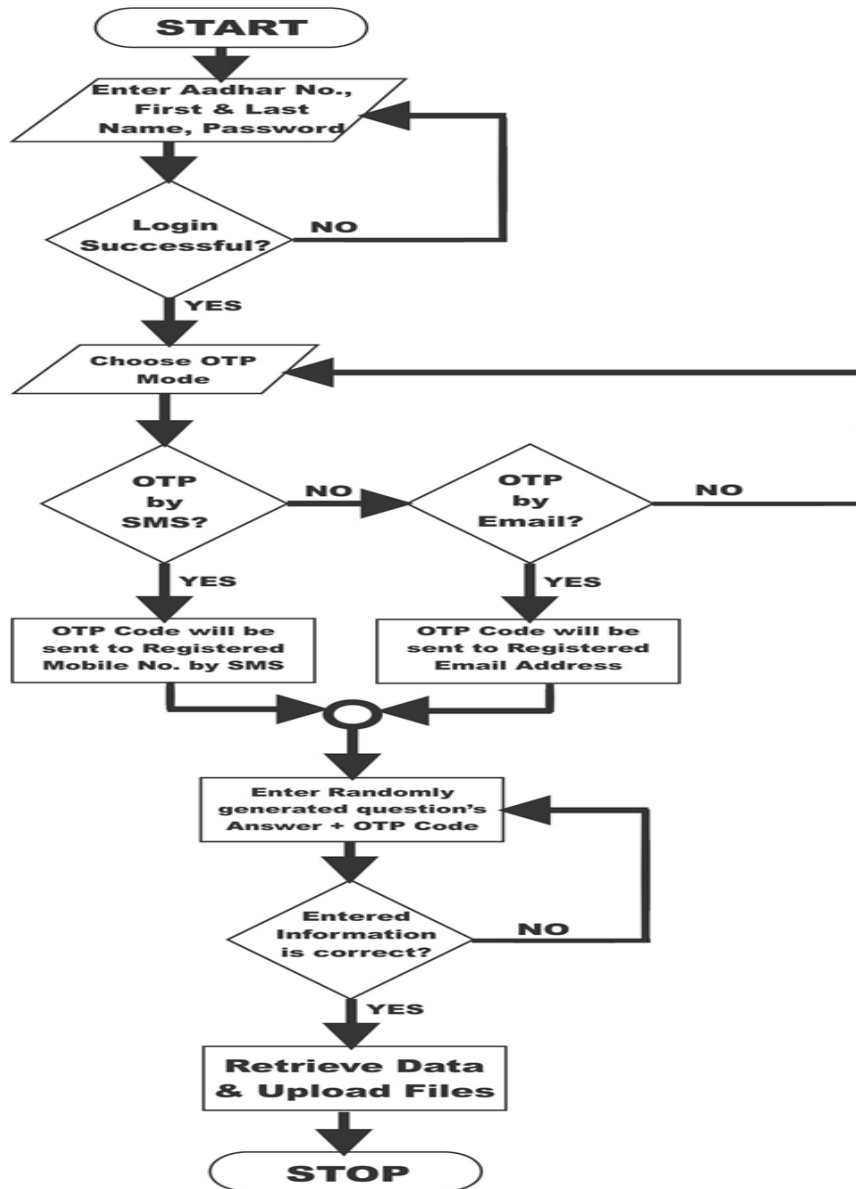 START
Enter Aadhar No.,
First & Last
Name, Password
Login
Successful?
NO
YES
Choose OTP
Mode
OTP
by
SMS?
NO
OTP
by
Email?
NO
YES
YES
OTP Code will be
sent to Registered
Mobile No. by SMS
OTP Code will be
sent to Registered
Email Address
Enter Randomly
generated question's
Answer + OTP Code
Entered
Information
is correct?
NO
YES
Retrieve Data
& Upload Files
STOP